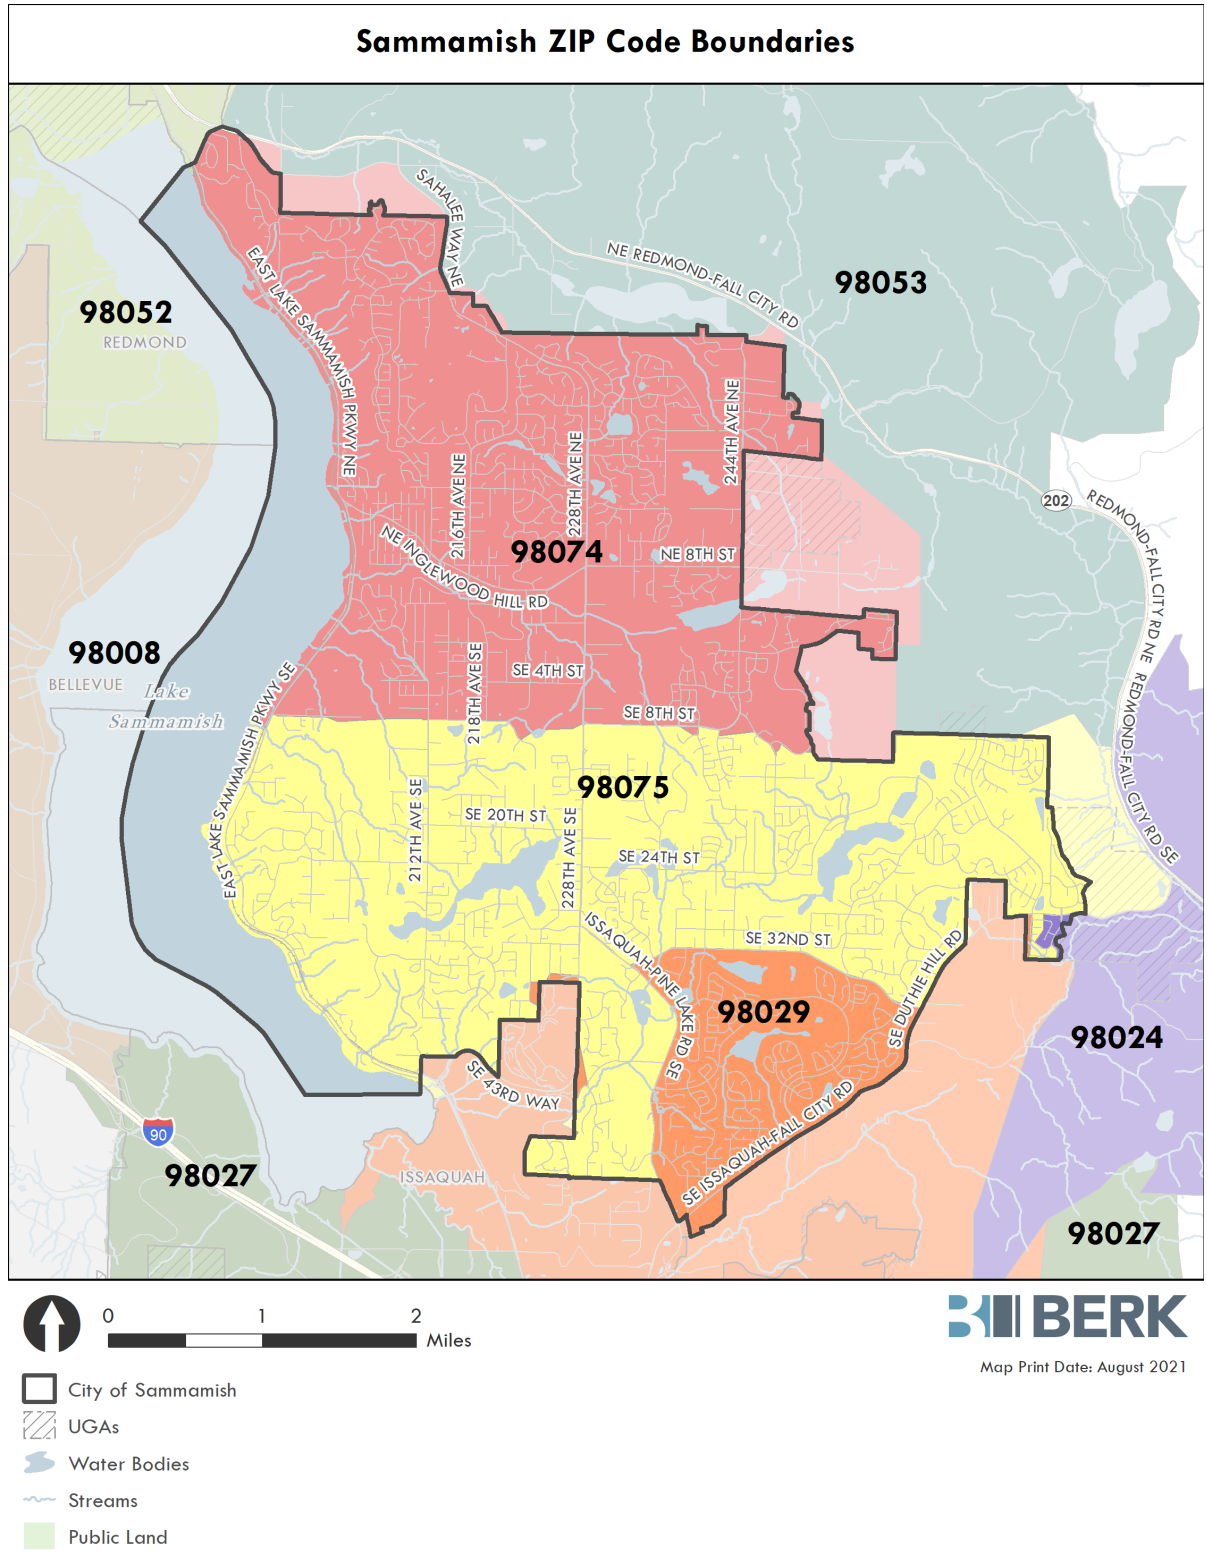 Sammamish ZIP Code Boundaries
SAHALEE WAY NE
NE REDMOND-FALL CITY RD
98053
98052
REDMOND
EAST LAKE SAMMAMISH PKWY NE
244TH AVE NE
216TH AVE NE
228TH AVE NE
202
REDMOND-FALL CITY RD NE
98074
NE 8TH ST
NE INGLEWOOD HILL RD
98008
BELLEVUE
Lake
Sammamish
SE 4TH ST
218TH AVE SE
SE 8TH ST
EAST LAKE SAMMAMISH PKWY SE
REDMOND-FALL CITY RD SE
98075
212TH AVE SE
SE 20TH ST
228TH AVE SE
SE 24TH ST
ISSAQUAH-PINE LAKE RD SE
SE 32ND ST
SE DUTHIE HILL RD
98029
98024
SE 43RD WAY
90
98027
ISSAQUAH
SE ISSAQUAH-FALL CITY RD
98027
0 1 2
Miles
BERK
Map Print Date: August 2021
City of Sammamish
UGAs
Water Bodies
Streams
Public Land